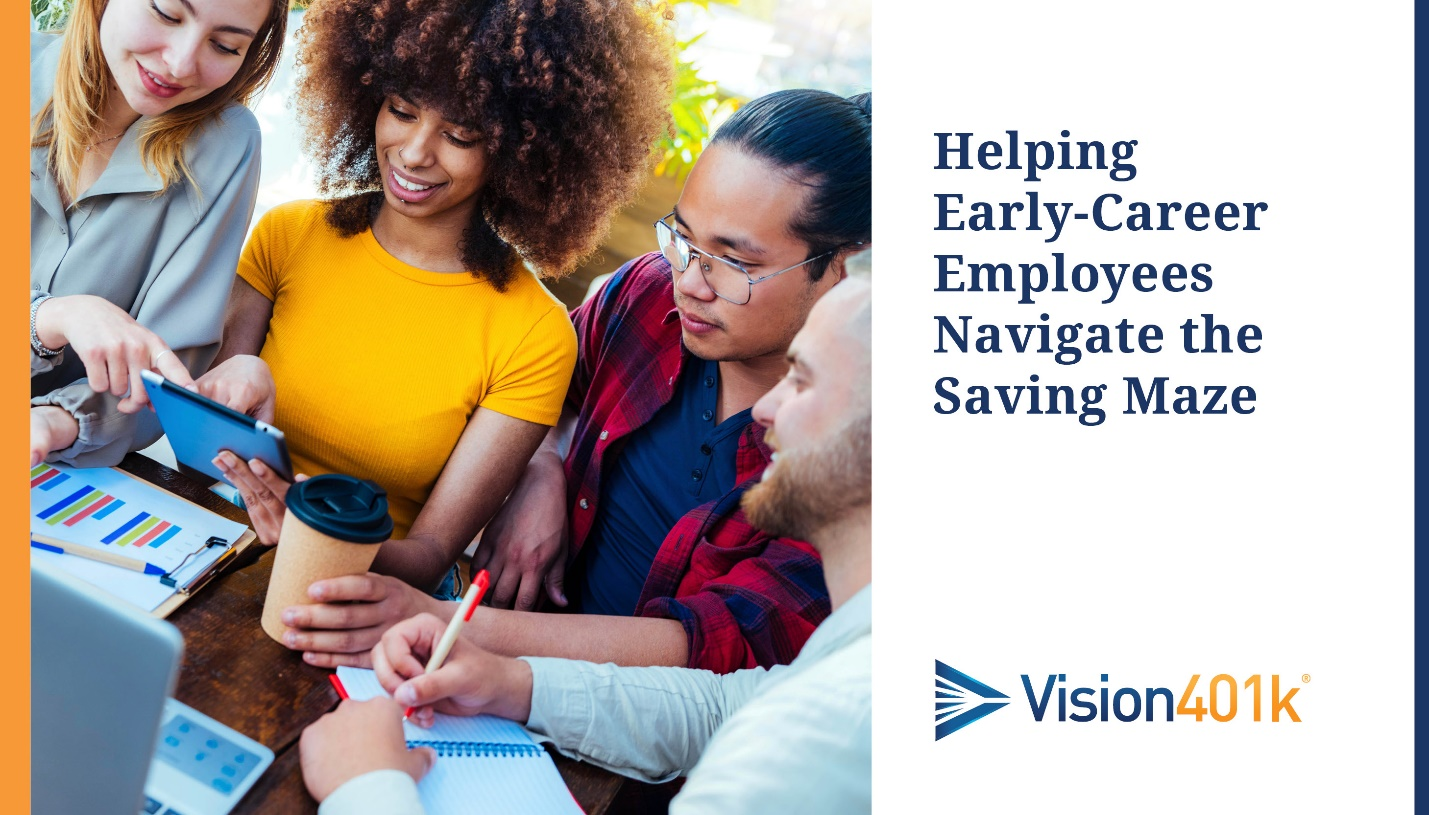 Helping
Early-Career
Employees
Navigate the
Saving Maze
Vision401k®